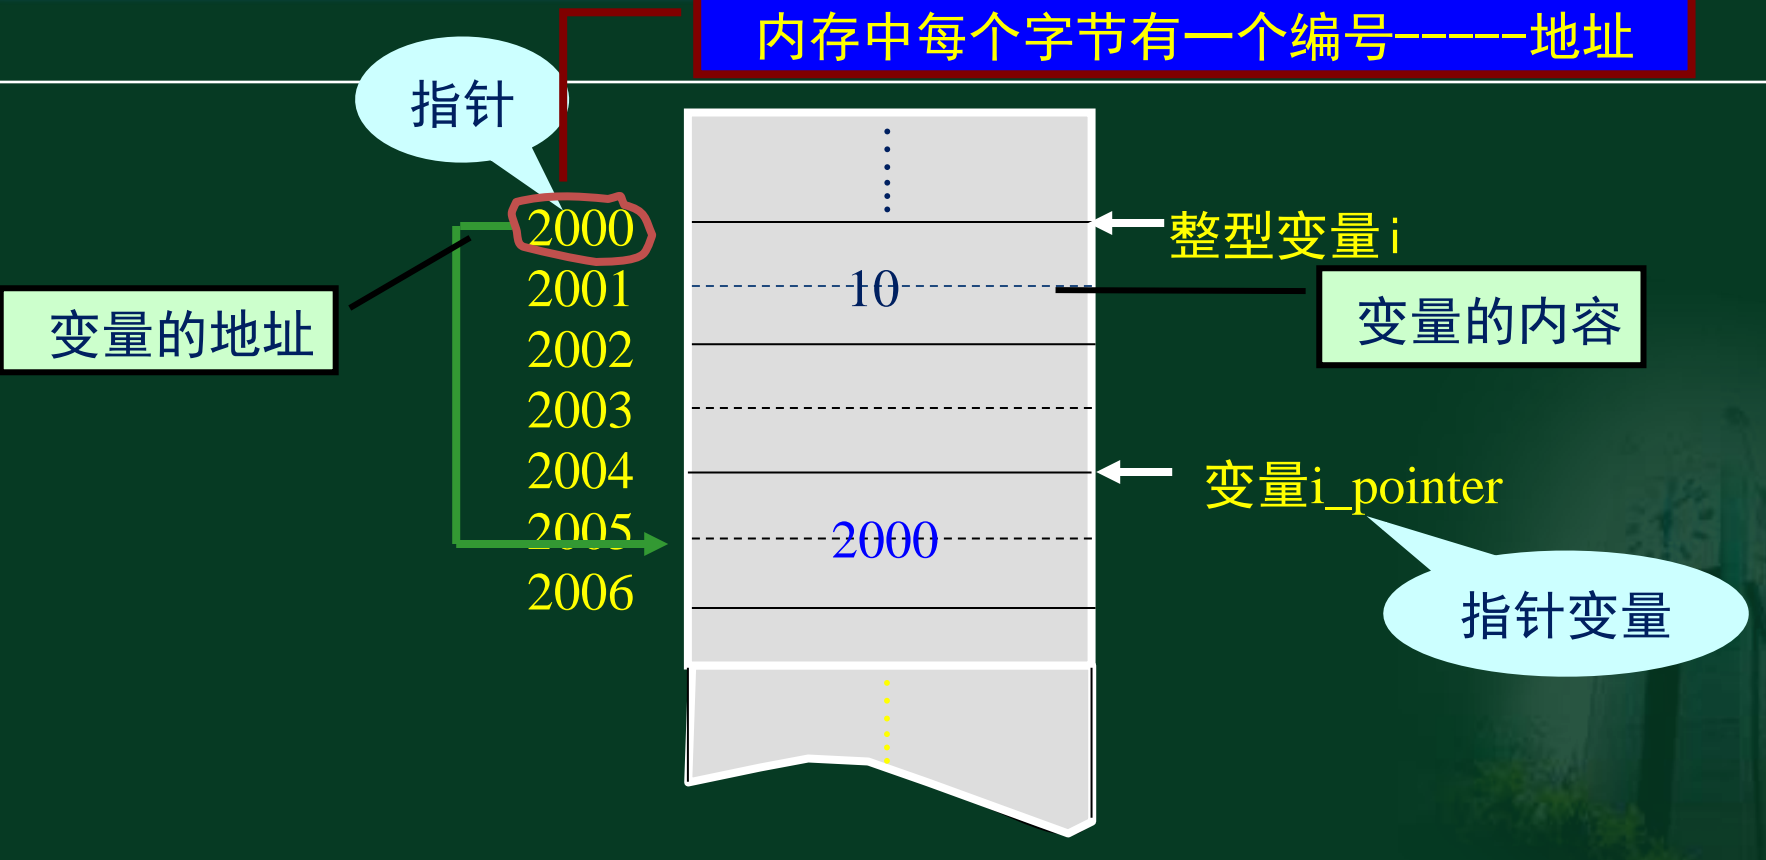 内存中每个字节有一个编号-----地址
指针
2000
整型变量i
2001
10
变量的地址
变量的内容
2002
2003
2004
变量i_pointer
2005
2000
2006
指针变量